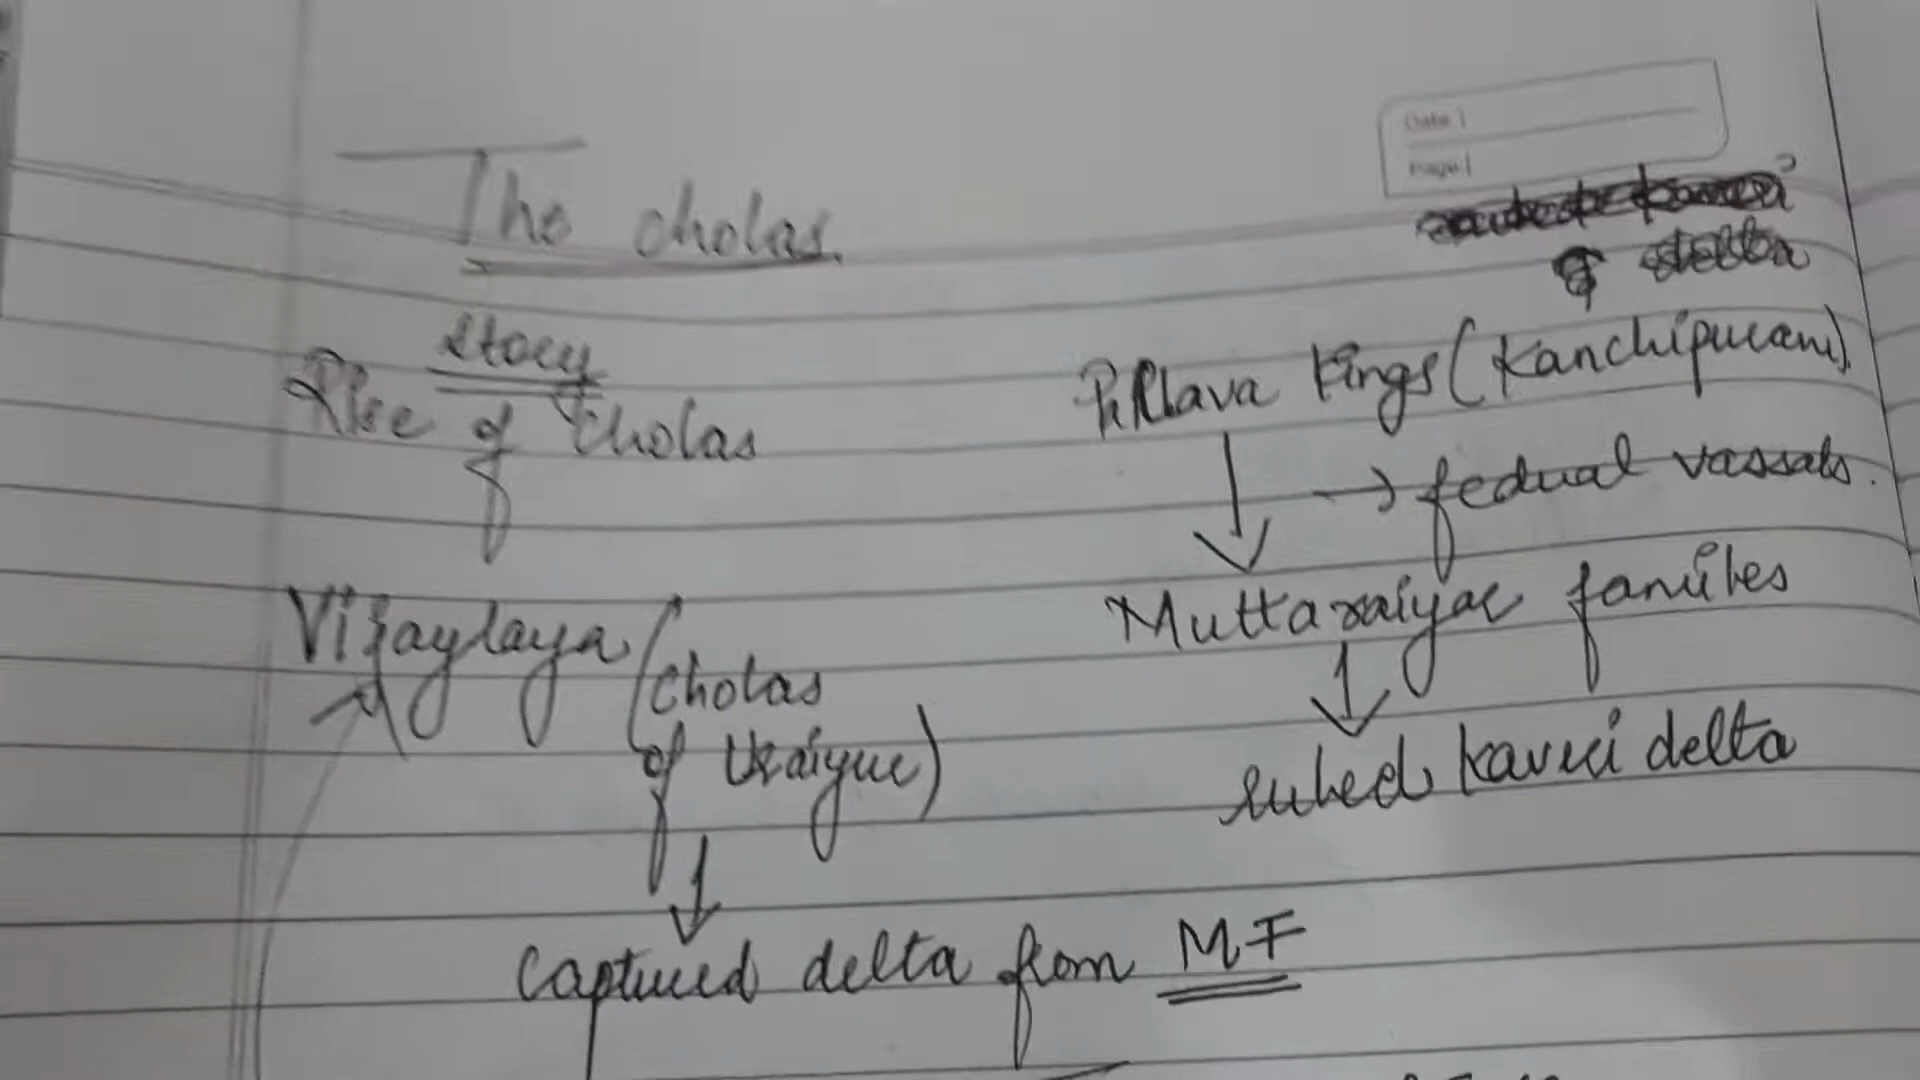 The cholas.
Date
Page
delta
story
Rise of Cholas
Pallava kings (Kanchipuram).
→ fedual vassals.
Vijaylaya (Cholas
of Uraiyur)
Muttaraiyar families
ruled kaveri delta
captured delta from MF